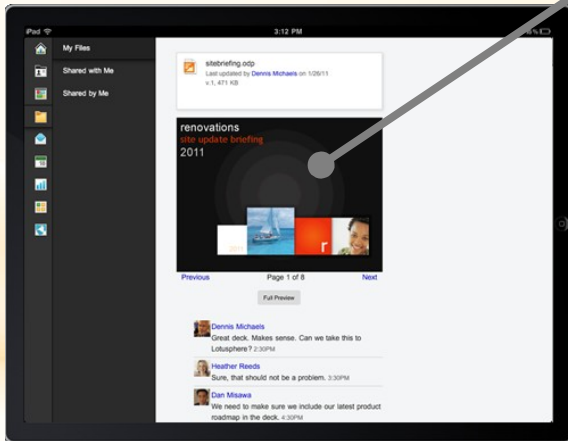 iPad
3:12 PM
My Files
Shared with Me
Shared by Me
sitebriefing.odp
Last updated by Dennis Michaels on 1/28/11
v.1, 471 KB
renovations
site update briefing
2011
r
Previous
Page 1 of 8
Next
Full Preview
Dennis Michaels
Great deck. Makes sense. Can we take this to
Lotusphere? 2:30PM
Heather Reeds
Sure, that should not be a problem. 3:30PM
Dan Misawa
We need to make sure we include our latest product
roadmap in the deck. 4:30PM